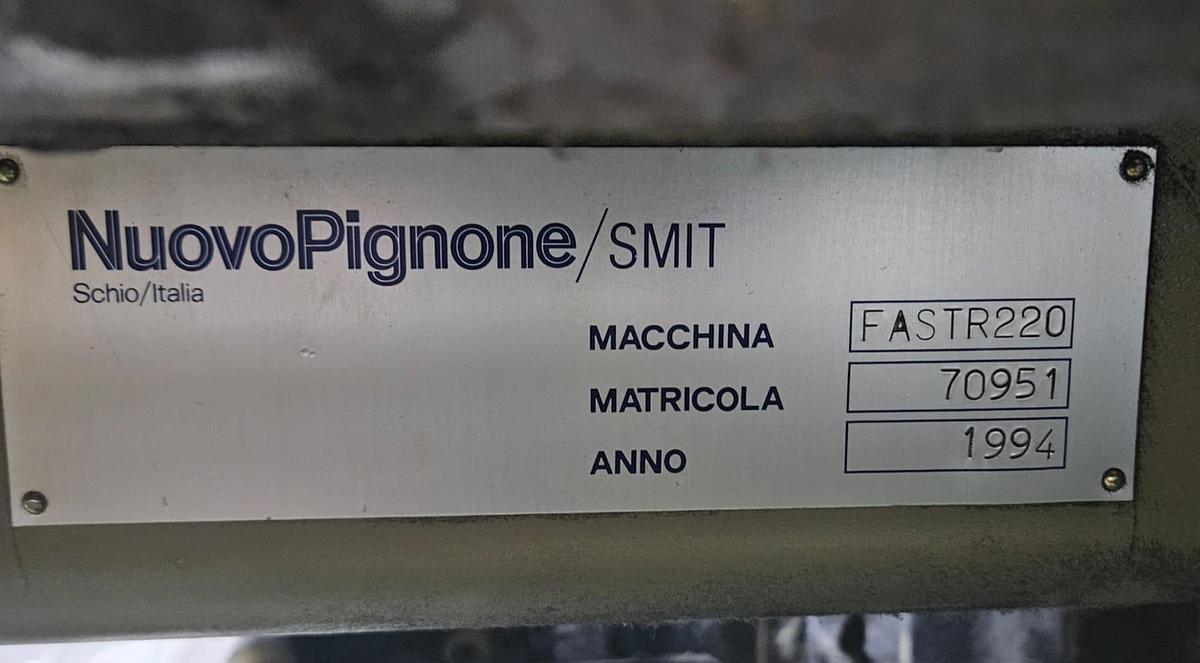 NuovoPignone/SMIT
Schio/Italia
MACCHINA FASTR220
MATRICOLA 70951
ANNO 1994